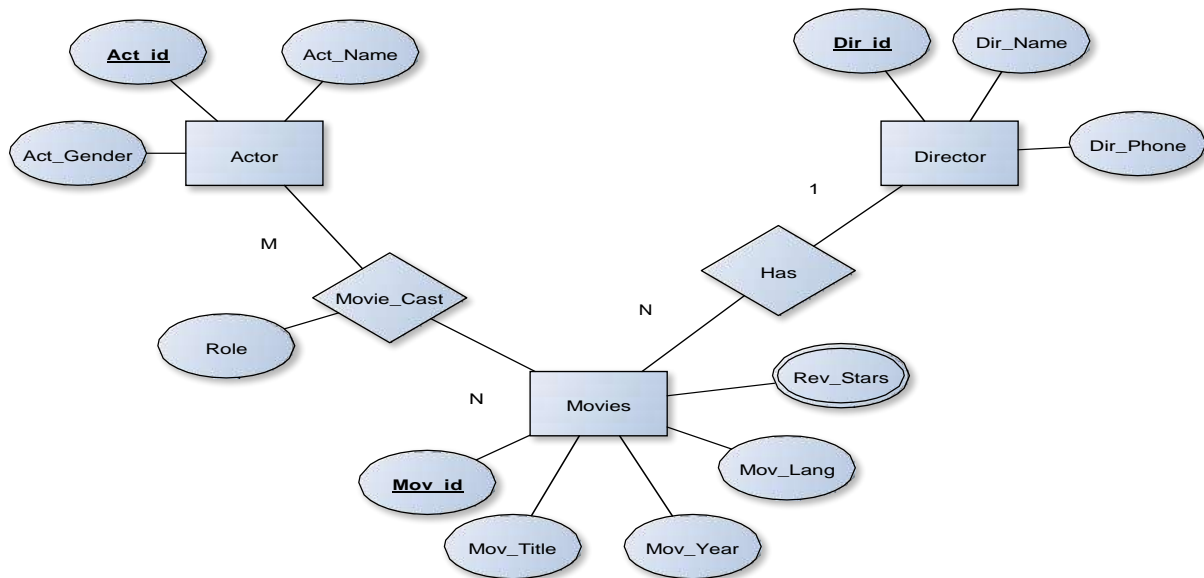 Act_id
Act_Name
Dir_id
Dir_Name
Act_Gender
Actor
Director
Dir_Phone
1
M
Has
Movie_Cast
N
Role
Rev_Stars
N
Movies
Mov_Lang
Mov_id
Mov_Title
Mov_Year